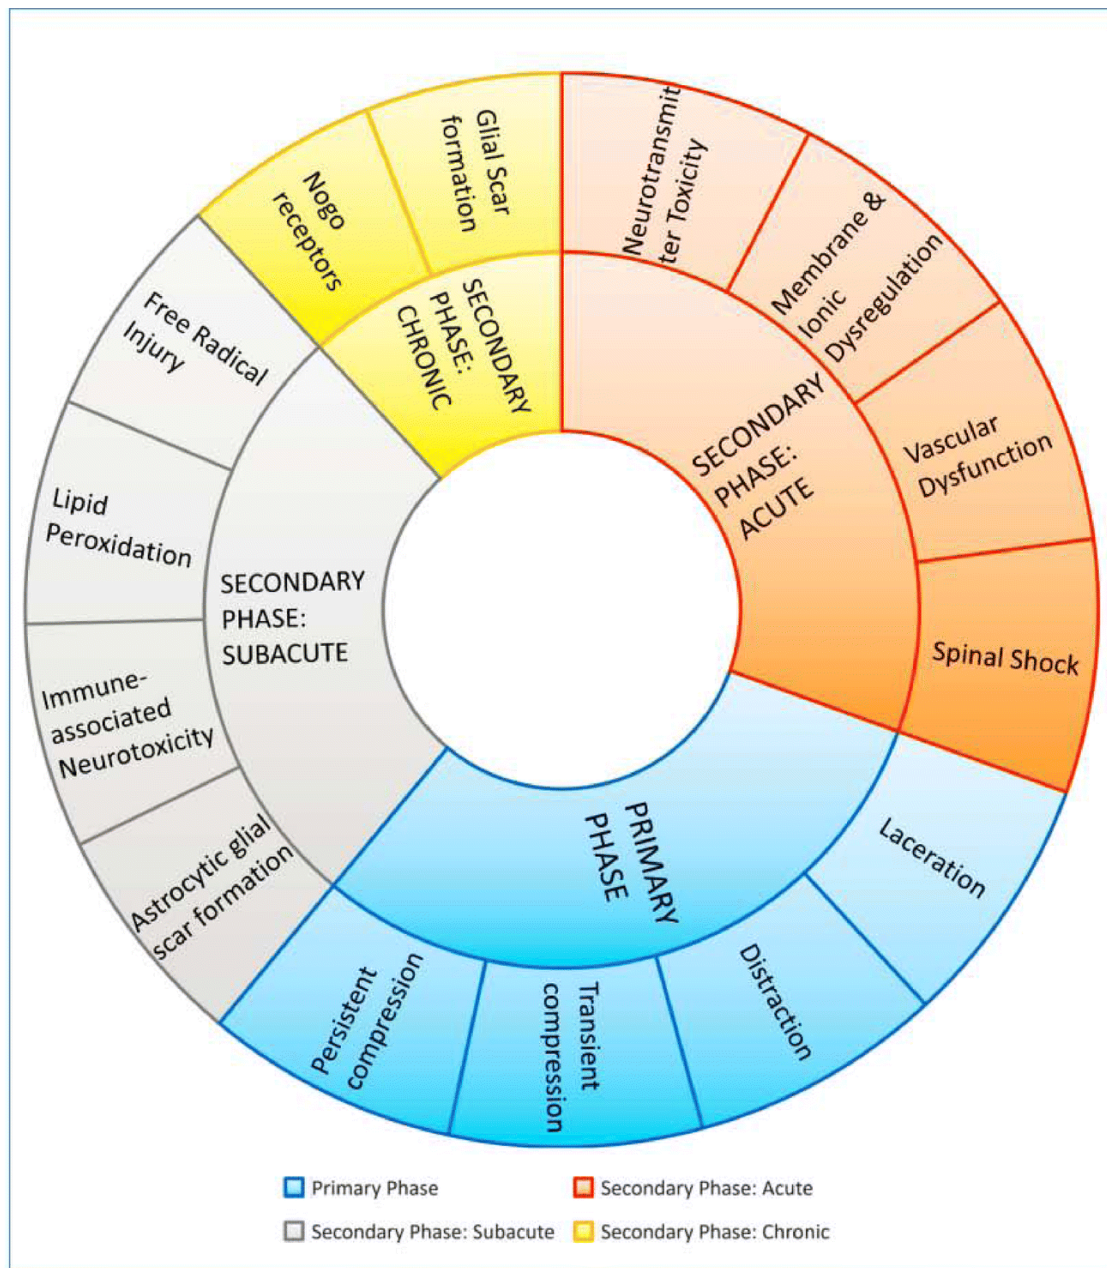 Neurotransmit
ter Toxicity
Membrane &
Ionic
Dysregulation
Vascular
Dysfunction
Spinal Shock
SECONDARY
PHASE:
ACUTE
Laceration
Distraction
Transient
compression
Persistent
compression
PRIMARY
PHASE
Astrocytic glial
scar formation
Immune-
associated
Neurotoxicity
Lipid
Peroxidation
Free Radical
Injury
SECONDARY
PHASE:
SUBACUTE
Nogo
receptors
Glial Scar
formation
SECONDARY
PHASE:
CHRONIC
Primary Phase
Secondary Phase: Acute
Secondary Phase: Subacute
Secondary Phase: Chronic